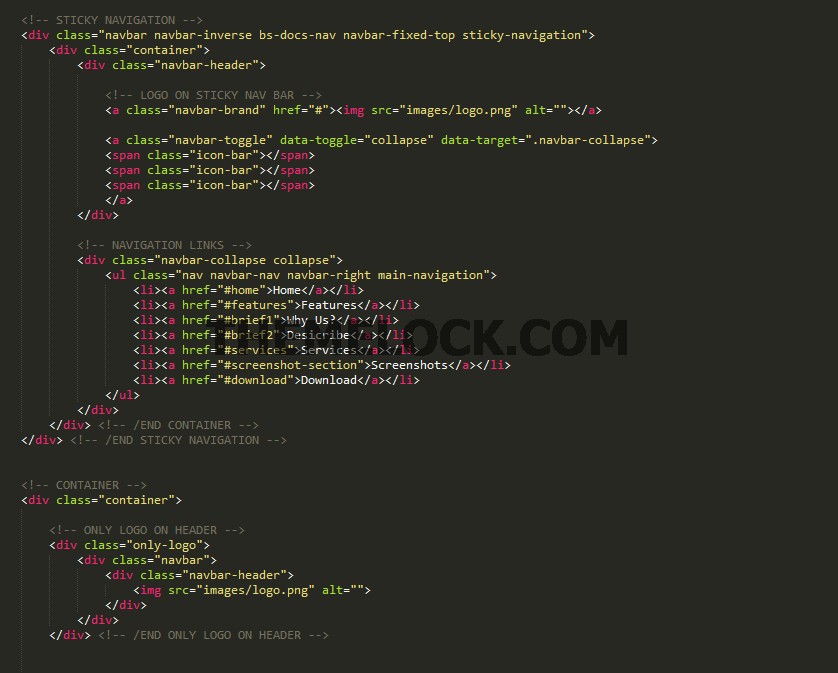 <!-- STICKY NAVIGATION -->
<div class="navbar navbar-inverse bs-docs-nav navbar-fixed-top sticky-navigation">
<div class="container">
<div class="navbar-header">
<!-- LOGO ON STICKY NAV BAR -->
<a class="navbar-brand" href="#"><img src="images/logo.png" alt=""></a>
<a class="navbar-toggle" data-toggle="collapse" data-target=".navbar-collapse">
<span class="icon-bar"></span>
<span class="icon-bar"></span>
<span class="icon-bar"></span>
</a>
</div>
<!-- NAVIGATION LINKS -->
<div class="navbar-collapse collapse">
<ul class="nav navbar-nav navbar-right main-navigation">
<li><a href="#home">Home</a></li>
<li><a href="#features">Features</a></li>
<li><a href="#brief1">Why Us?</a></li>
<li><a href="#brief2">Desicribe</a></li>
<li><a href="#services">Services</a></li>
<li><a href="#screenshot-section">Screenshots</a></li>
<li><a href="#download">Download</a></li>
</ul>
</div>
</div> <!-- /END CONTAINER -->
</div> <!-- /END STICKY NAVIGATION -->
<!-- CONTAINER -->
<div class="container">
<!-- ONLY LOGO ON HEADER -->
<div class="only-logo">
<div class="navbar">
<div class="navbar-header">
<img src="images/logo.png" alt="">
</div>
</div>
</div> <!-- /END ONLY LOGO ON HEADER -->
THEMELOCK.COM